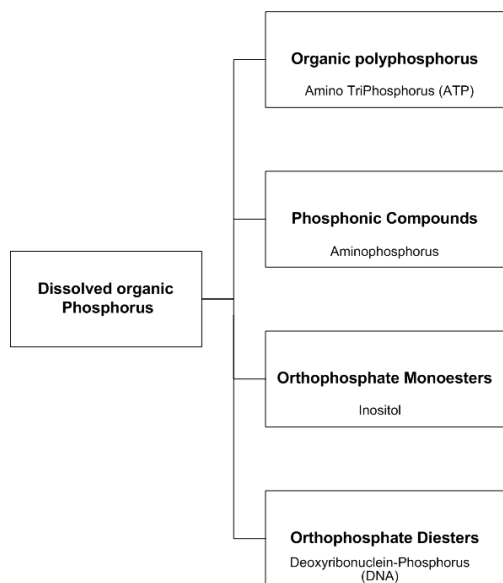 Organic polyphosphorus
Amino TriPhosphorus (ATP)
Phosphonic Compounds
Aminophosphorus
Dissolved organic
Phosphorus
Orthophosphate Monoesters
Inositol
Orthophosphate Diesters
Deoxyribonuclein-Phosphorus
(DNA)